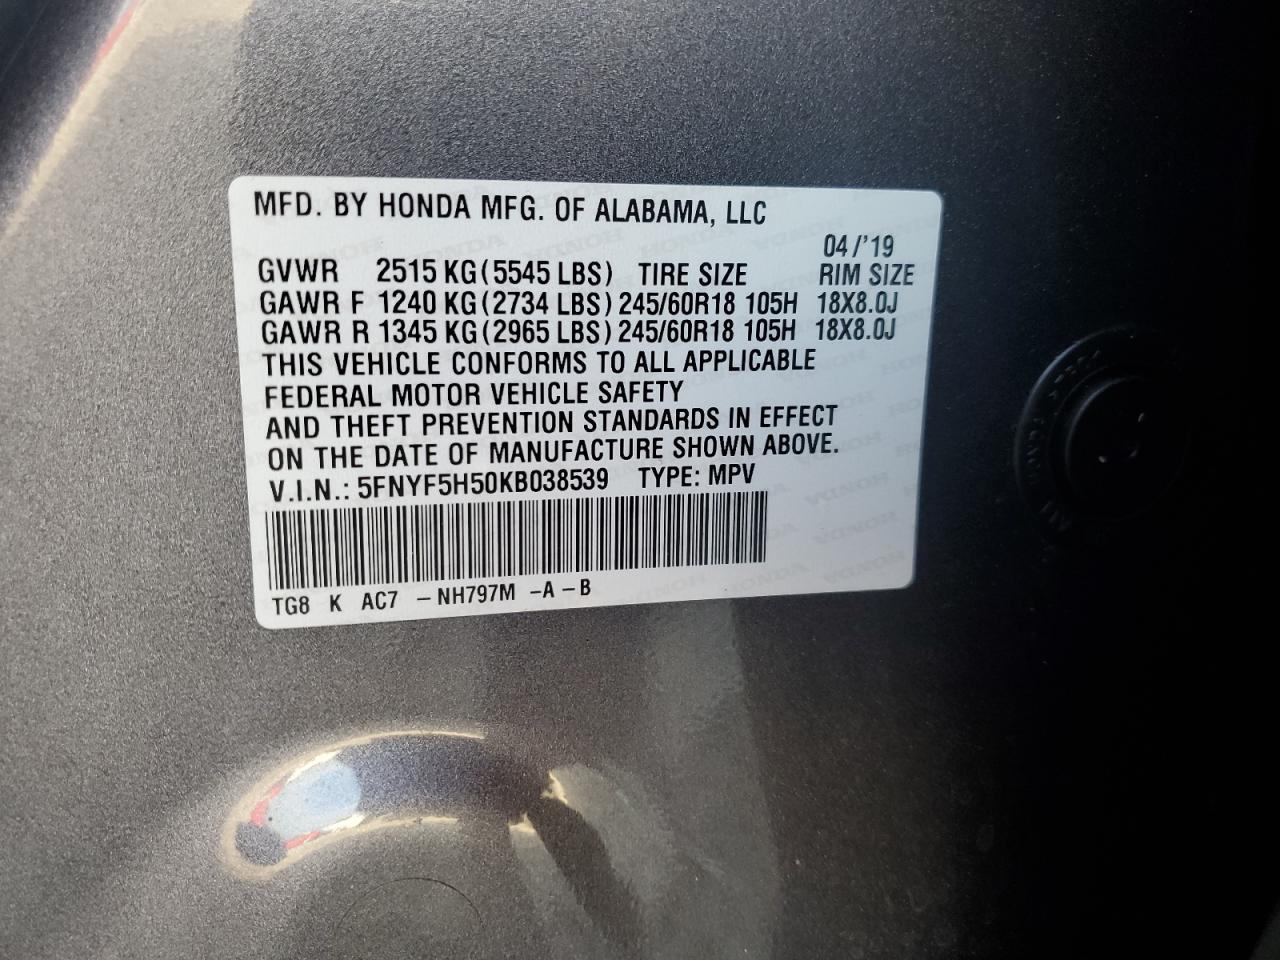 MFD. BY HONDA MFG. OF ALABAMA, LLC
04/'19
GVWR 2515 KG (5545 LBS) TIRE SIZE RIM SIZE
GAWR F 1240 KG (2734 LBS) 245/60R18 105H 18X8.0J
GAWR R 1345 KG (2965 LBS) 245/60R18 105H 18X8.0J
THIS VEHICLE CONFORMS TO ALL APPLICABLE
FEDERAL MOTOR VEHICLE SAFETY
AND THEFT PREVENTION STANDARDS IN EFFECT
ON THE DATE OF MANUFACTURE SHOWN ABOVE.
V.I.N.: 5FNYF5H50KB038539 TYPE: MPV
TG8 K AC7 - NH797M -A - B